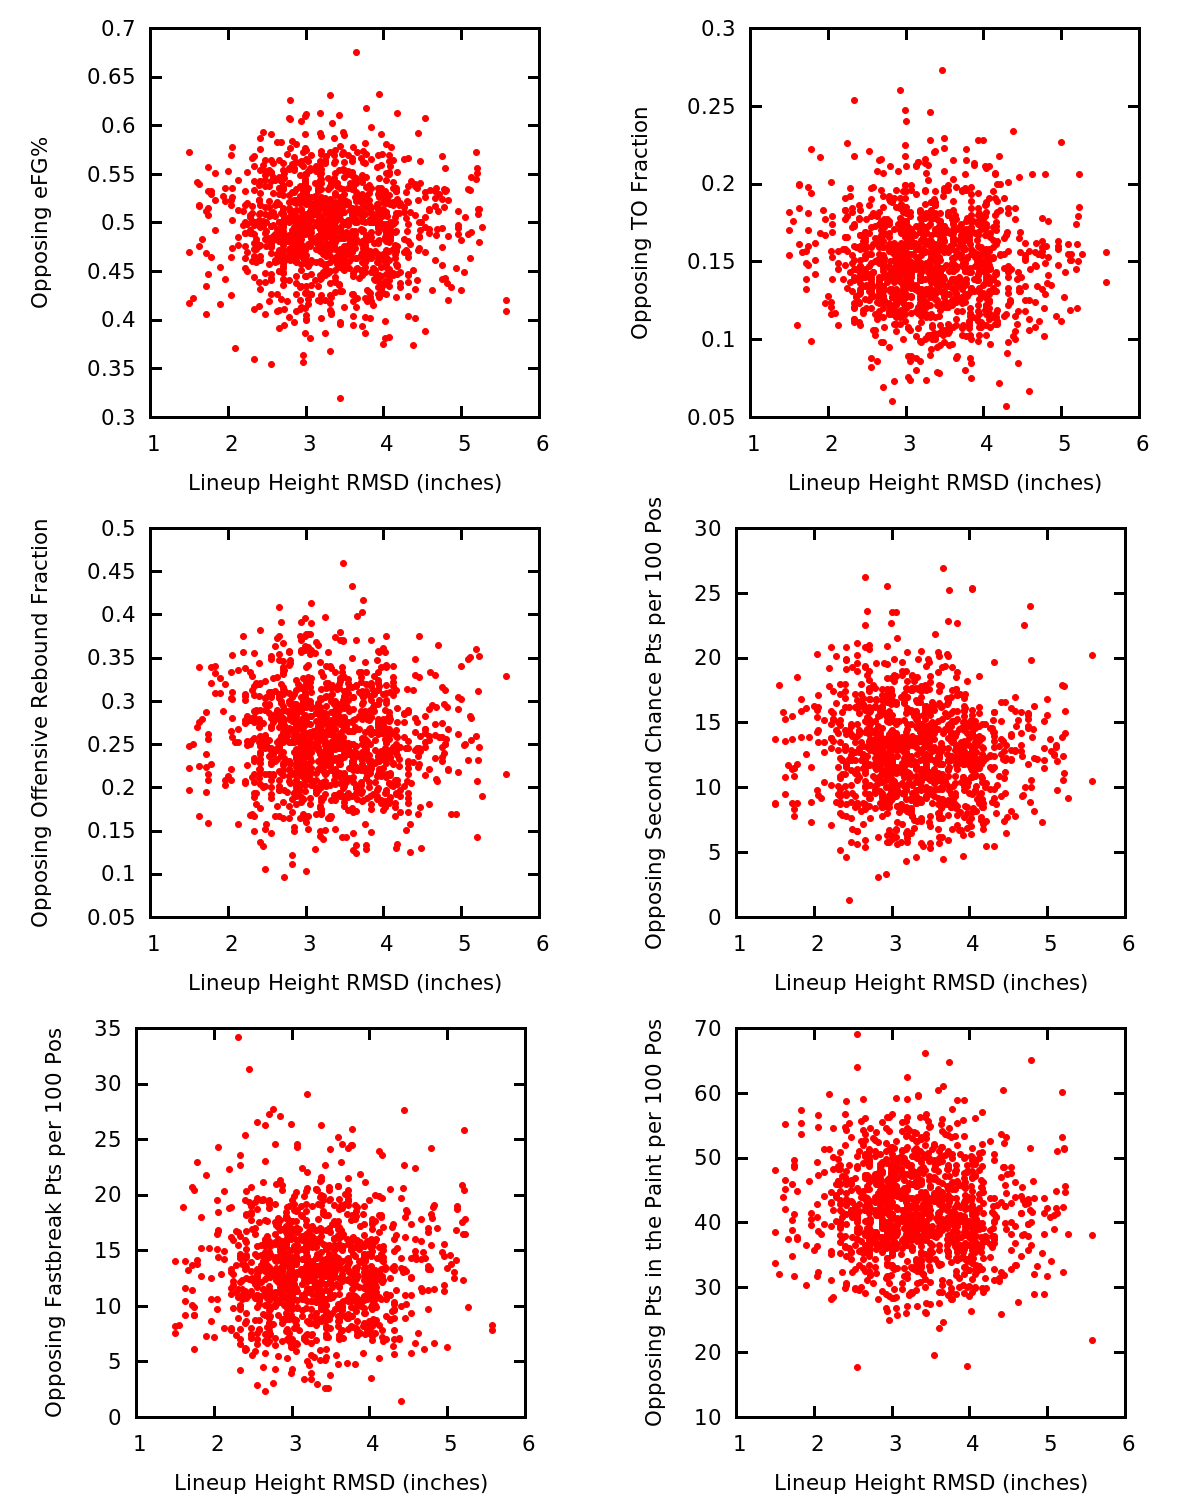 0.7
0.65
0.6
0.55
0.5
0.45
0.4
0.35
0.3
Opposing eFG%
1 2 3 4 5 6
Lineup Height RMSD (inches)
0.3
0.25
0.2
0.15
0.1
0.05
Opposing TO Fraction
1 2 3 4 5 6
Lineup Height RMSD (inches)
0.5
0.45
0.4
0.35
0.3
0.25
0.2
0.15
0.1
0.05
Opposing Offensive Rebound Fraction
1 2 3 4 5 6
Lineup Height RMSD (inches)
30
25
20
15
10
5
0
Opposing Second Chance Pts per 100 Pos
1 2 3 4 5 6
Lineup Height RMSD (inches)
35
30
25
20
15
10
5
0
Opposing Fastbreak Pts per 100 Pos
1 2 3 4 5 6
Lineup Height RMSD (inches)
70
60
50
40
30
20
10
Opposing Pts in the Paint per 100 Pos
1 2 3 4 5 6
Lineup Height RMSD (inches)